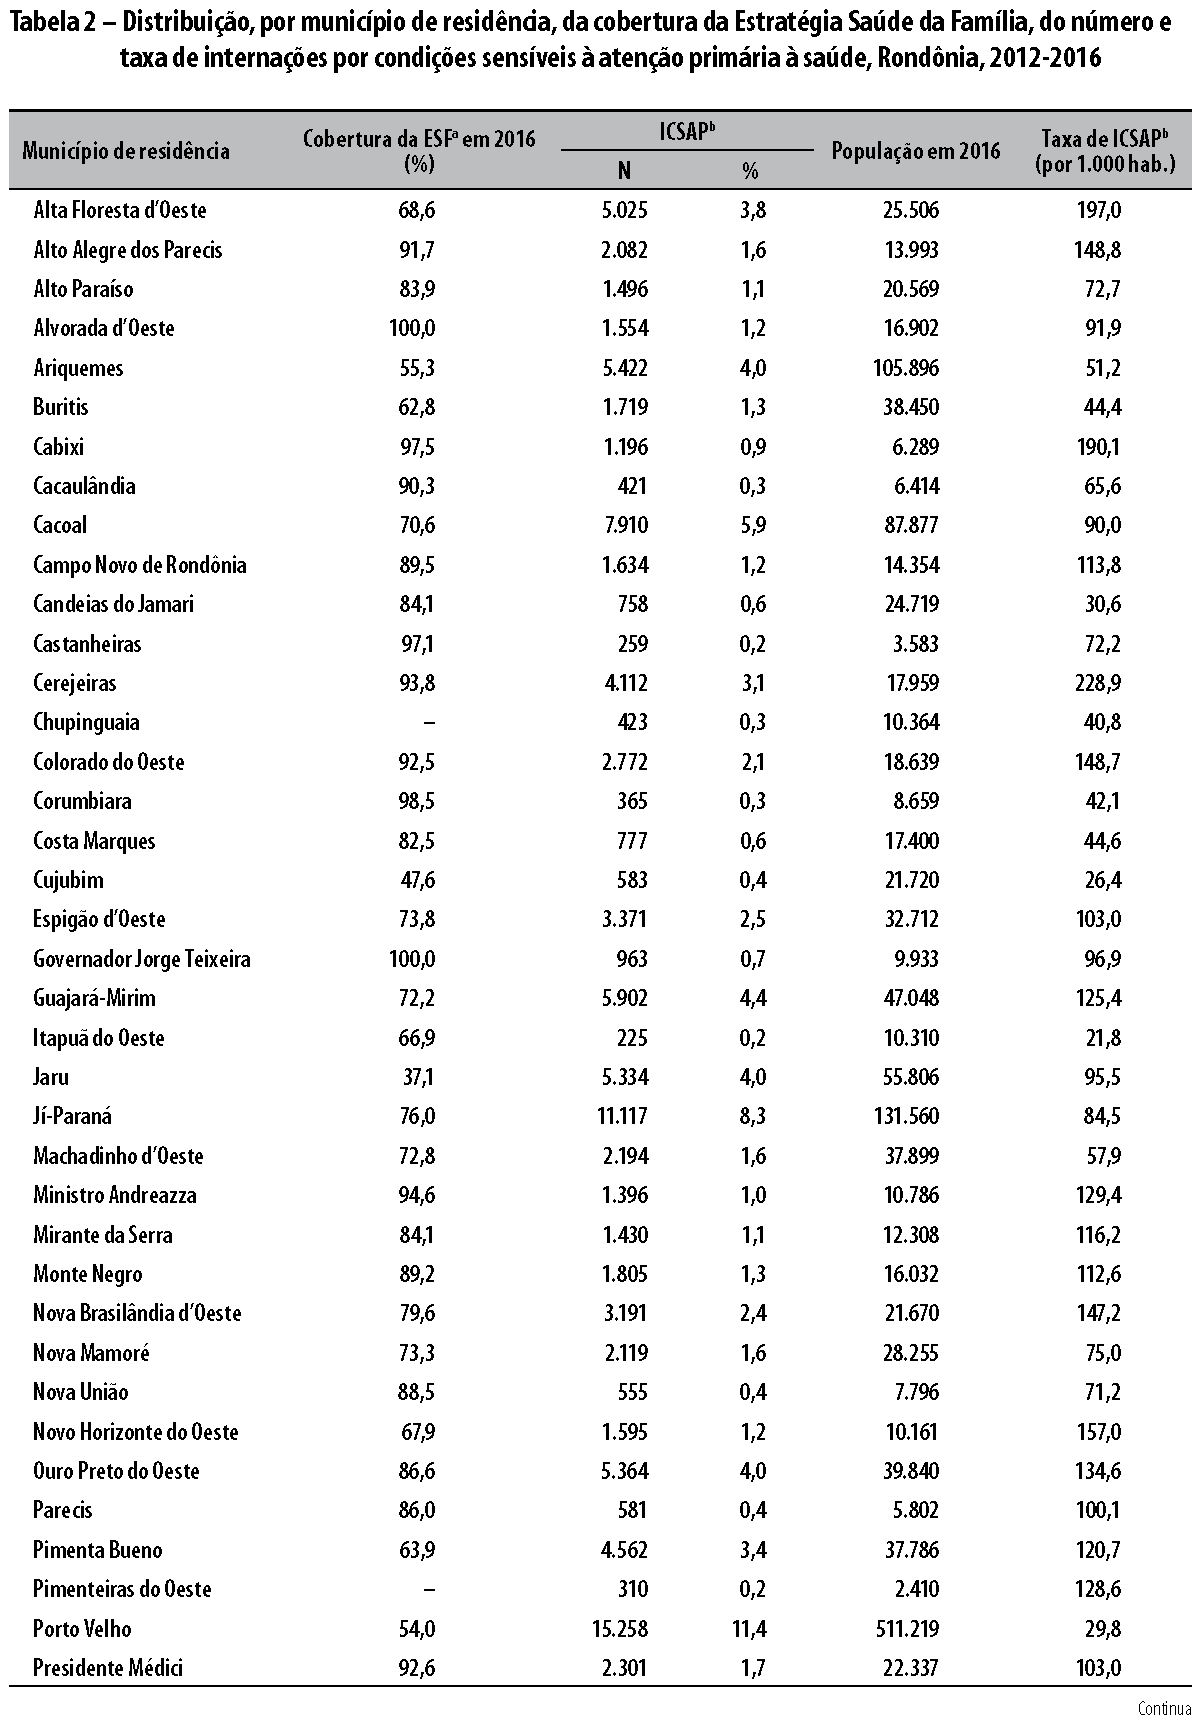 Tabela 2 – Distribuição, por município de residência, da cobertura da Estratégia Saúde da Família, do número e
taxa de internações por condições sensíveis à atenção primária à saúde, Rondônia, 2012-2016
Município de residência Cobertura da ESFª em 2016 (%) ICSAPᵇ N % População em 2016 Taxa de ICSAPᵇ (por 1.000 hab.)
Alta Floresta d’Oeste 68,6 5.025 3,8 25.506 197,0
Alto Alegre dos Parecis 91,7 2.082 1,6 13.993 148,8
Alto Paraíso 83,9 1.496 1,1 20.569 72,7
Alvorada d’Oeste 100,0 1.554 1,2 16.902 91,9
Ariquemes 55,3 5.422 4,0 105.896 51,2
Buritis 62,8 1.719 1,3 38.450 44,4
Cabixi 97,5 1.196 0,9 6.289 190,1
Cacaulândia 90,3 421 0,3 6.414 65,6
Cacoal 70,6 7.910 5,9 87.877 90,0
Campo Novo de Rondônia 89,5 1.634 1,2 14.354 113,8
Candeias do Jamari 84,1 758 0,6 24.719 30,6
Castanheiras 97,1 259 0,2 3.583 72,2
Cerejeiras 93,8 4.112 3,1 17.959 228,9
Chupinguaia – 423 0,3 10.364 40,8
Colorado do Oeste 92,5 2.772 2,1 18.639 148,7
Corumbiara 98,5 365 0,3 8.659 42,1
Costa Marques 82,5 777 0,6 17.400 44,6
Cujubim 47,6 583 0,4 21.720 26,4
Espigão d’Oeste 73,8 3.371 2,5 32.712 103,0
Governador Jorge Teixeira 100,0 963 0,7 9.933 96,9
Guajará-Mirim 72,2 5.902 4,4 47.048 125,4
Itapuã do Oeste 66,9 225 0,2 10.310 21,8
Jaru 37,1 5.334 4,0 55.806 95,5
Jí-Paraná 76,0 11.117 8,3 131.560 84,5
Machadinho d’Oeste 72,8 2.194 1,6 37.899 57,9
Ministro Andreazza 94,6 1.396 1,0 10.786 129,4
Mirante da Serra 84,1 1.430 1,1 12.308 116,2
Monte Negro 89,2 1.805 1,3 16.032 112,6
Nova Brasilândia d’Oeste 79,6 3.191 2,4 21.670 147,2
Nova Mamoré 73,3 2.119 1,6 28.255 75,0
Nova União 88,5 555 0,4 7.796 71,2
Novo Horizonte do Oeste 67,9 1.595 1,2 10.161 157,0
Ouro Preto do Oeste 86,6 5.364 4,0 39.840 134,6
Parecis 86,0 581 0,4 5.802 100,1
Pimenta Bueno 63,9 4.562 3,4 37.786 120,7
Pimenteiras do Oeste – 310 0,2 2.410 128,6
Porto Velho 54,0 15.258 11,4 511.219 29,8
Presidente Médici 92,6 2.301 1,7 22.337 103,0
Continua